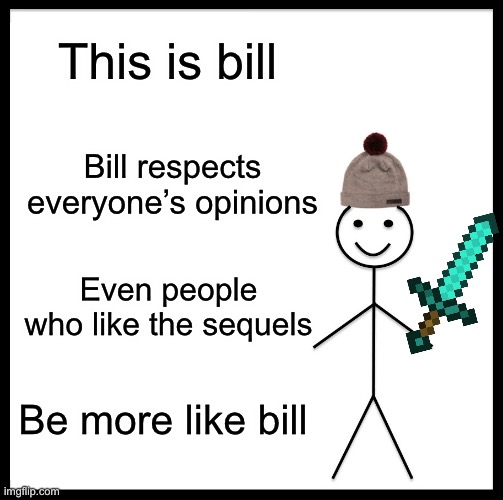 This is bill
Bill respects
everyone’s opinions
Even people
who like the sequels
Be more like bill
imgflip.com